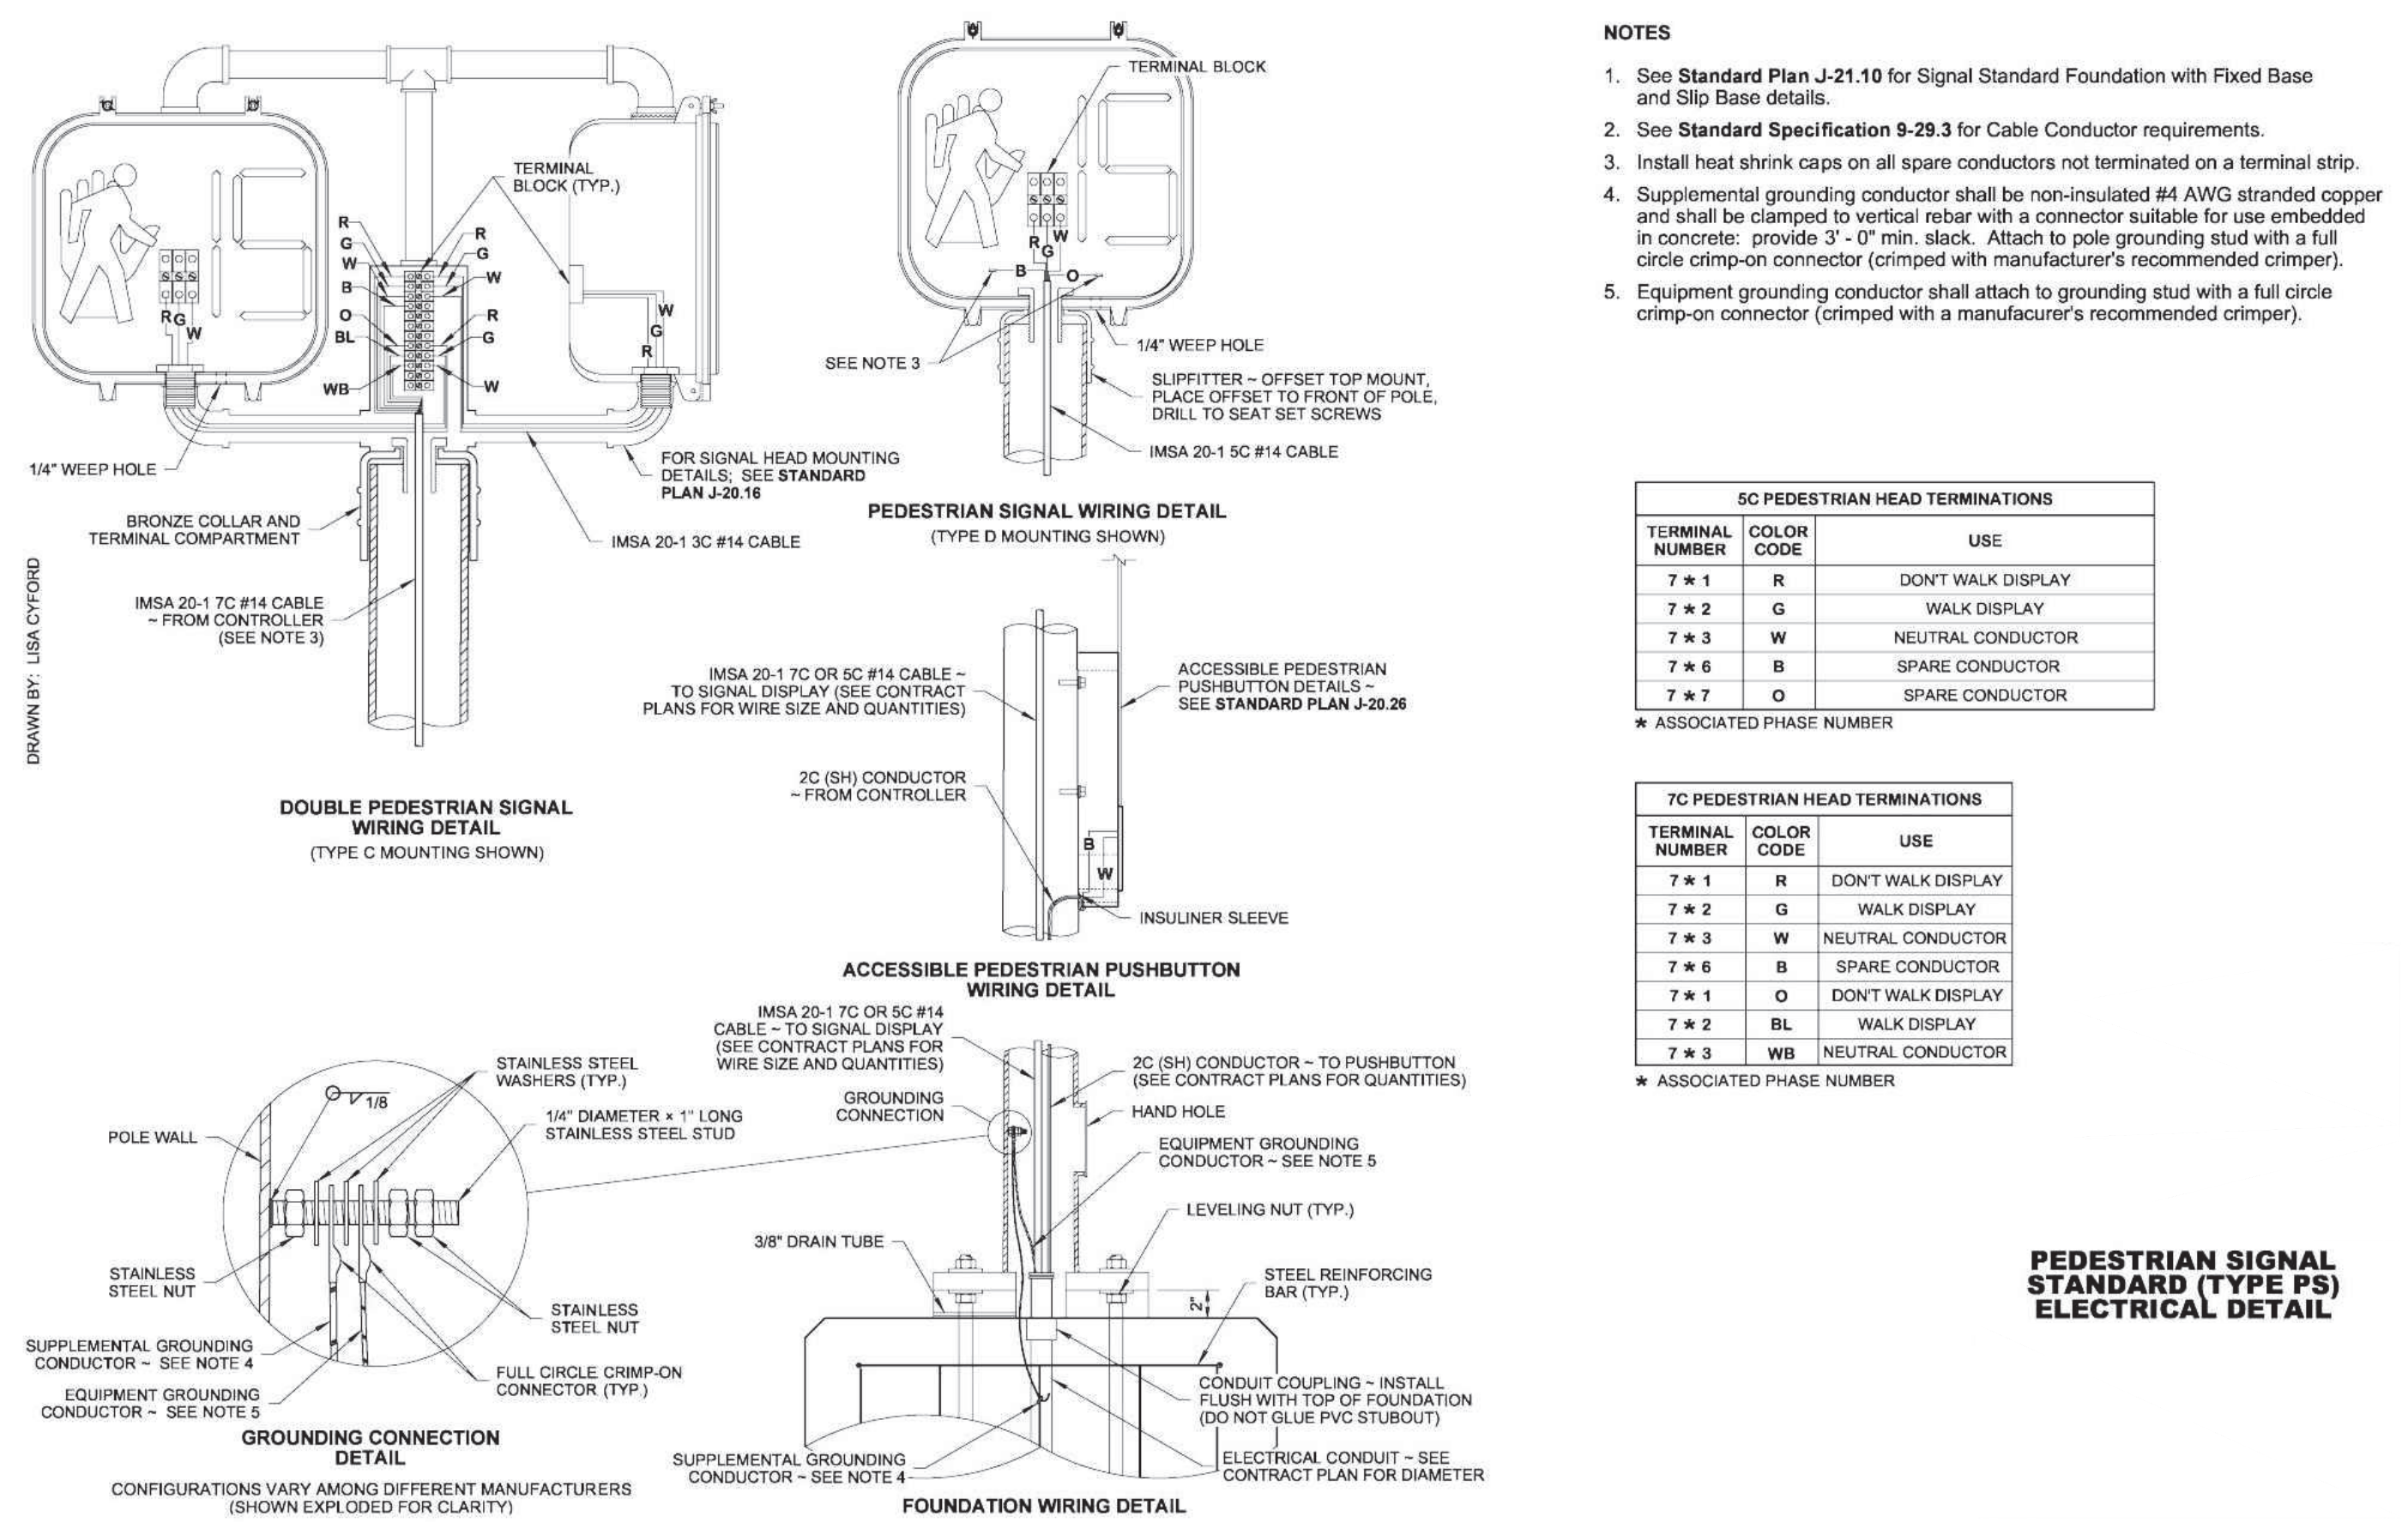 TERMINAL
BLOCK (TYP.)
R
G
W
B
O
BL
WB
R
G
W
R
G
W
R
G
W
W
G
R
1/4" WEEP HOLE
BRONZE COLLAR AND
TERMINAL COMPARTMENT
IMSA 20-1 7C #14 CABLE
~ FROM CONTROLLER
(SEE NOTE 3)
FOR SIGNAL HEAD MOUNTING
DETAILS; SEE STANDARD
PLAN J-20.16
IMSA 20-1 3C #14 CABLE
DOUBLE PEDESTRIAN SIGNAL
WIRING DETAIL
(TYPE C MOUNTING SHOWN)
DRAWN BY: LISA CYFORD
TERMINAL BLOCK
R
G
W
B
O
SEE NOTE 3
1/4" WEEP HOLE
SLIPFITTER ~ OFFSET TOP MOUNT,
PLACE OFFSET TO FRONT OF POLE,
DRILL TO SEAT SET SCREWS
IMSA 20-1 5C #14 CABLE
PEDESTRIAN SIGNAL WIRING DETAIL
(TYPE D MOUNTING SHOWN)
IMSA 20-1 7C OR 5C #14 CABLE ~
TO SIGNAL DISPLAY (SEE CONTRACT
PLANS FOR WIRE SIZE AND QUANTITIES)
ACCESSIBLE PEDESTRIAN
PUSHBUTTON DETAILS ~
SEE STANDARD PLAN J-20.26
2C (SH) CONDUCTOR
~ FROM CONTROLLER
B
W
INSULINER SLEEVE
ACCESSIBLE PEDESTRIAN PUSHBUTTON
WIRING DETAIL
STAINLESS STEEL
WASHERS (TYP.)
1/8
1/4" DIAMETER × 1" LONG
STAINLESS STEEL STUD
POLE WALL
STAINLESS
STEEL NUT
STAINLESS
STEEL NUT
SUPPLEMENTAL GROUNDING
CONDUCTOR ~ SEE NOTE 4
EQUIPMENT GROUNDING
CONDUCTOR ~ SEE NOTE 5
FULL CIRCLE CRIMP-ON
CONNECTOR (TYP.)
GROUNDING CONNECTION
DETAIL
CONFIGURATIONS VARY AMONG DIFFERENT MANUFACTURERS
(SHOWN EXPLODED FOR CLARITY)
IMSA 20-1 7C OR 5C #14
CABLE ~ TO SIGNAL DISPLAY
(SEE CONTRACT PLANS FOR
WIRE SIZE AND QUANTITIES)
GROUNDING
CONNECTION
2C (SH) CONDUCTOR ~ TO PUSHBUTTON
(SEE CONTRACT PLANS FOR QUANTITIES)
HAND HOLE
EQUIPMENT GROUNDING
CONDUCTOR ~ SEE NOTE 5
LEVELING NUT (TYP.)
3/8" DRAIN TUBE
STEEL REINFORCING
BAR (TYP.)
2"
CONDUIT COUPLING ~ INSTALL
FLUSH WITH TOP OF FOUNDATION
(DO NOT GLUE PVC STUBOUT)
SUPPLEMENTAL GROUNDING
CONDUCTOR ~ SEE NOTE 4
ELECTRICAL CONDUIT ~ SEE
CONTRACT PLAN FOR DIAMETER
FOUNDATION WIRING DETAIL
NOTES
1. See Standard Plan J-21.10 for Signal Standard Foundation with Fixed Base
and Slip Base details.
2. See Standard Specification 9-29.3 for Cable Conductor requirements.
3. Install heat shrink caps on all spare conductors not terminated on a terminal strip.
4. Supplemental grounding conductor shall be non-insulated #4 AWG stranded copper
and shall be clamped to vertical rebar with a connector suitable for use embedded
in concrete: provide 3' - 0" min. slack. Attach to pole grounding stud with a full
circle crimp-on connector (crimped with manufacturer's recommended crimper).
5. Equipment grounding conductor shall attach to grounding stud with a full circle
crimp-on connector (crimped with a manufacurer's recommended crimper).
5C PEDESTRIAN HEAD TERMINATIONS
TERMINAL NUMBER COLOR CODE USE
7 * 1 R DON'T WALK DISPLAY
7 * 2 G WALK DISPLAY
7 * 3 W NEUTRAL CONDUCTOR
7 * 6 B SPARE CONDUCTOR
7 * 7 O SPARE CONDUCTOR
* ASSOCIATED PHASE NUMBER
7C PEDESTRIAN HEAD TERMINATIONS
TERMINAL NUMBER COLOR CODE USE
7 * 1 R DON'T WALK DISPLAY
7 * 2 G WALK DISPLAY
7 * 3 W NEUTRAL CONDUCTOR
7 * 6 B SPARE CONDUCTOR
7 * 1 O DON'T WALK DISPLAY
7 * 2 BL WALK DISPLAY
7 * 3 WB NEUTRAL CONDUCTOR
* ASSOCIATED PHASE NUMBER
PEDESTRIAN SIGNAL
STANDARD (TYPE PS)
ELECTRICAL DETAIL